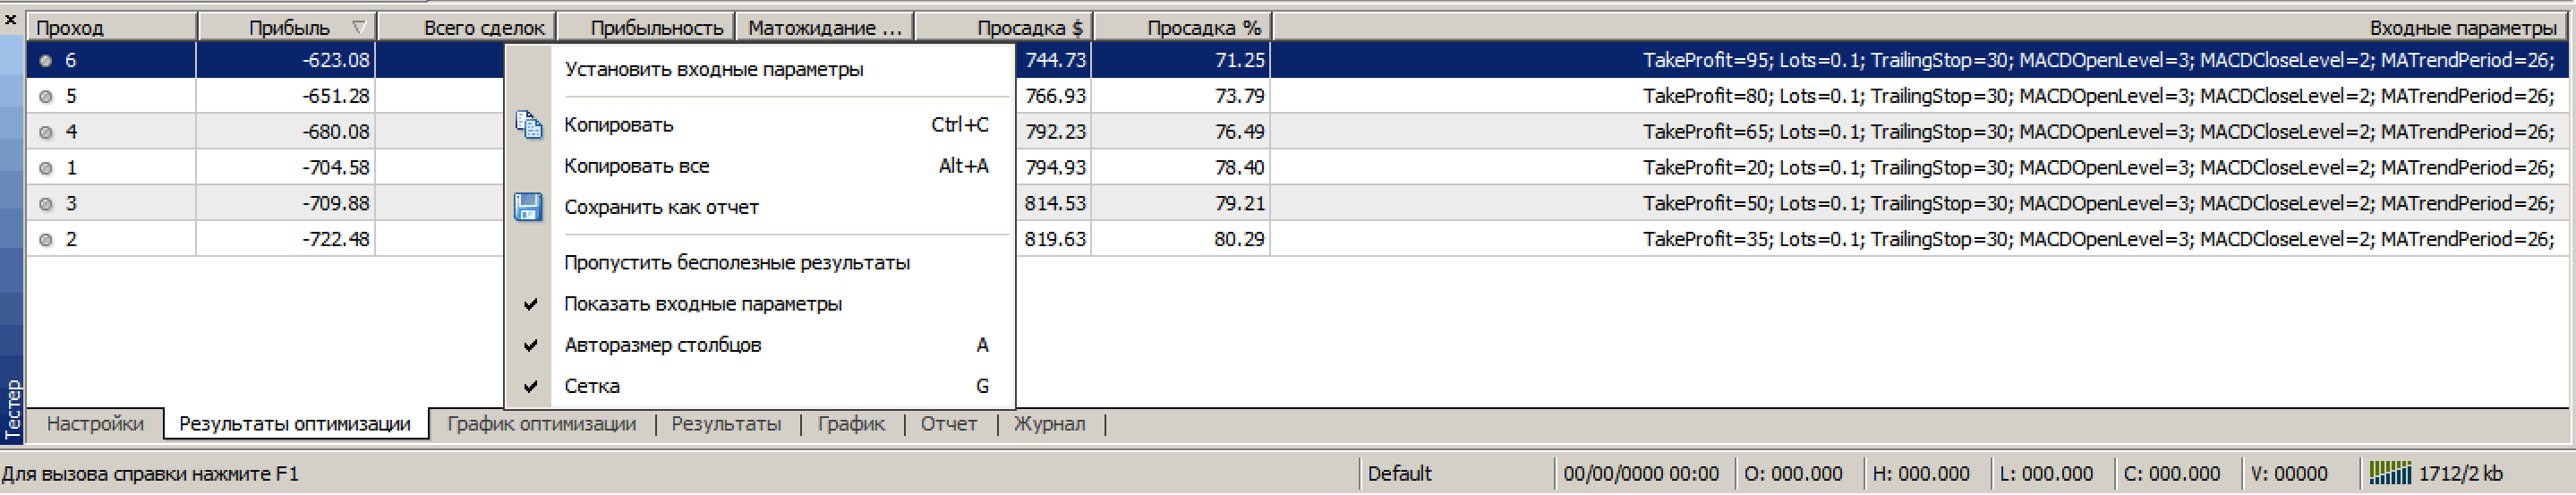 Проход Прибыль Всего сделок Прибыльность Матожидание ... Просадка $ Просадка % Входные параметры
6 -623.08 744.73 71.25 TakeProfit=95; Lots=0.1; TrailingStop=30; MACDOpenLevel=3; MACDCloseLevel=2; MATrendPeriod=26;
5 -651.28 766.93 73.79 TakeProfit=80; Lots=0.1; TrailingStop=30; MACDOpenLevel=3; MACDCloseLevel=2; MATrendPeriod=26;
4 -680.08 792.23 76.49 TakeProfit=65; Lots=0.1; TrailingStop=30; MACDOpenLevel=3; MACDCloseLevel=2; MATrendPeriod=26;
1 -704.58 794.93 78.40 TakeProfit=20; Lots=0.1; TrailingStop=30; MACDOpenLevel=3; MACDCloseLevel=2; MATrendPeriod=26;
3 -709.88 814.53 79.21 TakeProfit=50; Lots=0.1; TrailingStop=30; MACDOpenLevel=3; MACDCloseLevel=2; MATrendPeriod=26;
2 -722.48 819.63 80.29 TakeProfit=35; Lots=0.1; TrailingStop=30; MACDOpenLevel=3; MACDCloseLevel=2; MATrendPeriod=26;
Установить входные параметры
Копировать Ctrl+C
Копировать все Alt+A
Сохранить как отчет
Пропустить бесполезные результаты
Показать входные параметры
Авторазмер столбцов A
Сетка G
Тестер
Настройки Результаты оптимизации График оптимизации Результаты График Отчет Журнал
Для вызова справки нажмите F1 Default 00/00/0000 00:00 O: 000.000 H: 000.000 L: 000.000 C: 000.000 V: 00000 1712/2 kb